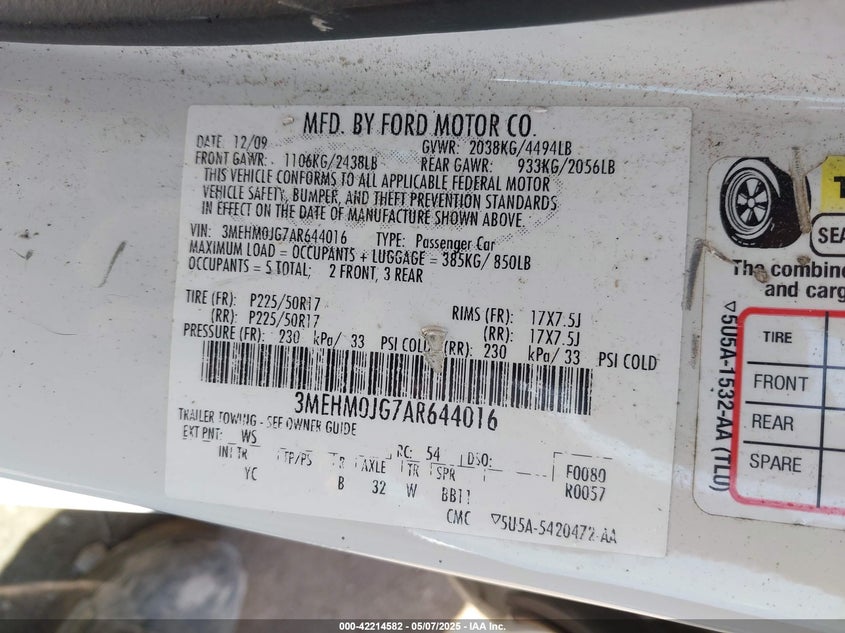 MFD. BY FORD MOTOR CO.
DATE 12/09 GVWR: 2038KG/4494LB
FRONT GAWR: 1106KG/2438LB REAR GAWR: 933KG/2056LB
THIS VEHICLE CONFORMS TO ALL APPLICABLE FEDERAL MOTOR
VEHICLE SAFETY, BUMPER, AND THEFT PREVENTION STANDARDS
IN EFFECT ON THE DATE OF MANUFACTURE SHOWN ABOVE.
VIN: 3MEHM0JG7AR644016 TYPE: Passenger Car
MAXIMUM LOAD = OCCUPANTS + LUGGAGE = 385KG/ 850LB
OCCUPANTS = 5 TOTAL; 2 FRONT, 3 REAR
TIRE (FR): P225/50R17 RIMS (FR): 17X7.5J
(RR): P225/50R17 (RR): 17X7.5J
PRESSURE (FR): 230 kPa/ 33 PSI COLD (RR): 230 kPa/ 33 PSI COLD
3MEHM0JG7AR644016
TRAILER TOWING - SEE OWNER GUIDE
EXT PNT: WS RC: 54 DSO:
INT TR TP/PS R AXLE TR SPR F0080
YC B 32 W BB11 R0057
CMC ▽5U5A-5420472-AA
SEA
The combine
and carg
TIRE
FRONT
REAR
SPARE
▽5U5A-1532-AA (TLU)
000-42214582 - 05/07/2025 - IAA Inc.